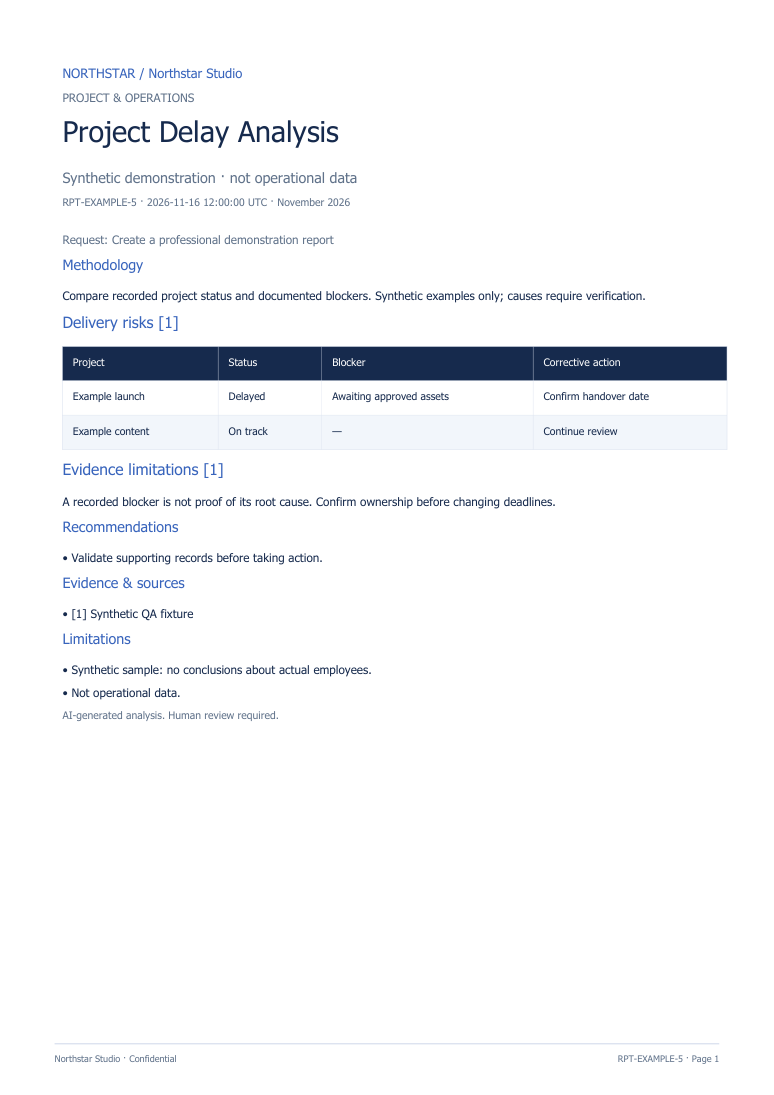 NORTHSTAR / Northstar Studio
PROJECT & OPERATIONS
Project Delay Analysis
Synthetic demonstration · not operational data
RPT-EXAMPLE-5 · 2026-11-16 12:00:00 UTC · November 2026
Request: Create a professional demonstration report
Methodology
Compare recorded project status and documented blockers. Synthetic examples only; causes require verification.
Delivery risks [1]
Project Status Blocker Corrective action
Example launch Delayed Awaiting approved assets Confirm handover date
Example content On track — Continue review
Evidence limitations [1]
A recorded blocker is not proof of its root cause. Confirm ownership before changing deadlines.
Recommendations
• Validate supporting records before taking action.
Evidence & sources
• [1] Synthetic QA fixture
Limitations
• Synthetic sample: no conclusions about actual employees.
• Not operational data.
AI-generated analysis. Human review required.
Northstar Studio · Confidential RPT-EXAMPLE-5 · Page 1